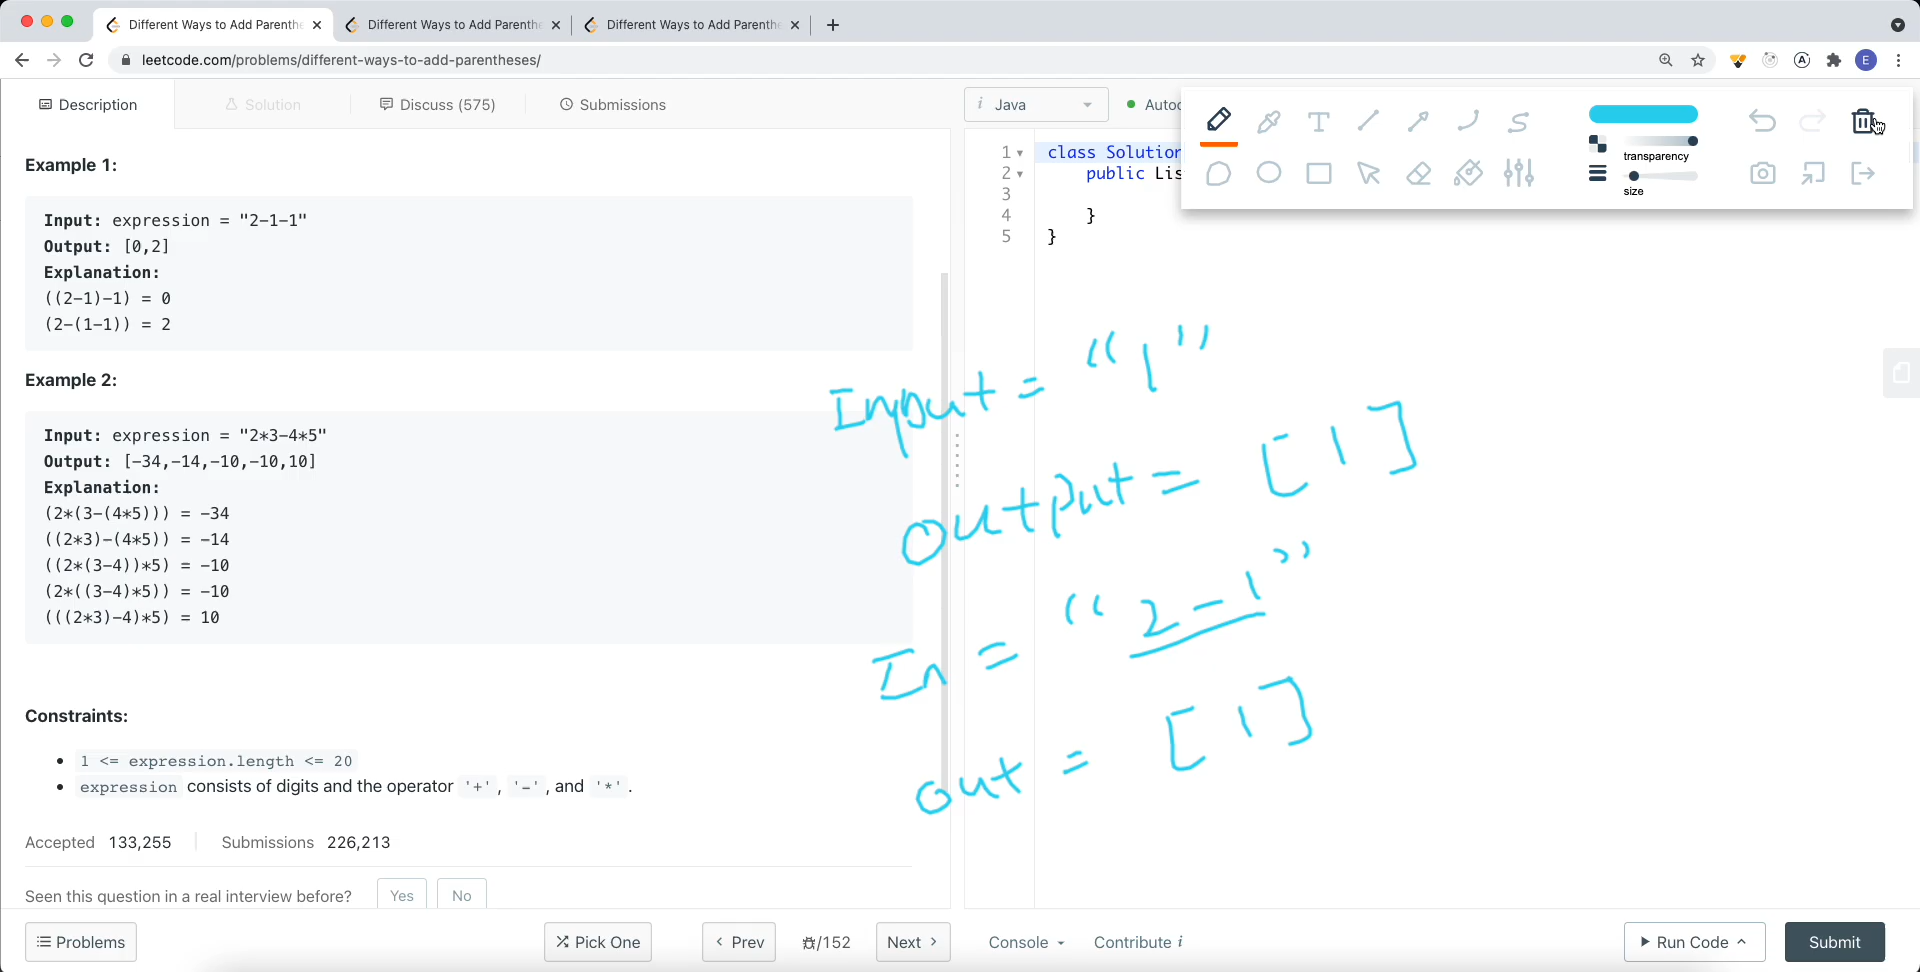 Different Ways to Add Parenthe
Different Ways to Add Parenthe
Different Ways to Add Parenthe
leetcode.com/problems/different-ways-to-add-parentheses/
E
Description
Solution
Discuss (575)
Submissions
i Java
Autoc
transparency
size
Example 1:
Input: expression = "2-1-1"
Output: [0,2]
Explanation:
((2-1)-1) = 0
(2-(1-1)) = 2
Example 2:
Input: expression = "2*3-4*5"
Output: [-34,-14,-10,-10,10]
Explanation:
(2*(3-(4*5))) = -34
((2*3)-(4*5)) = -14
((2*(3-4))*5) = -10
(2*((3-4)*5)) = -10
(((2*3)-4)*5) = 10
Constraints:
1 <= expression.length <= 20
expression consists of digits and the operator '+', '-', and '*'.
Accepted 133,255
Submissions 226,213
Seen this question in a real interview before?
Yes
No
1 class Solution
2 public Lis
3
4 }
5 }
Input = "1"
Output = [1]
In = "2-1"
Out = [1]
Problems
Pick One
Prev
/152
Next
Console
Contribute i
Run Code
Submit